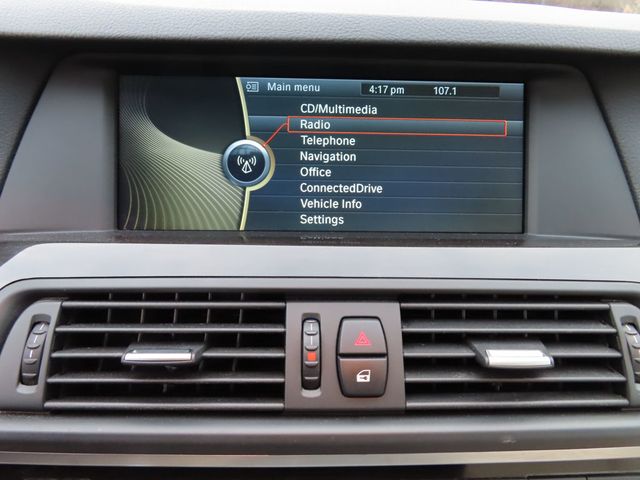 Main menu 4:17 pm 107.1
CD/Multimedia
Radio
Telephone
Navigation
Office
ConnectedDrive
Vehicle Info
Settings